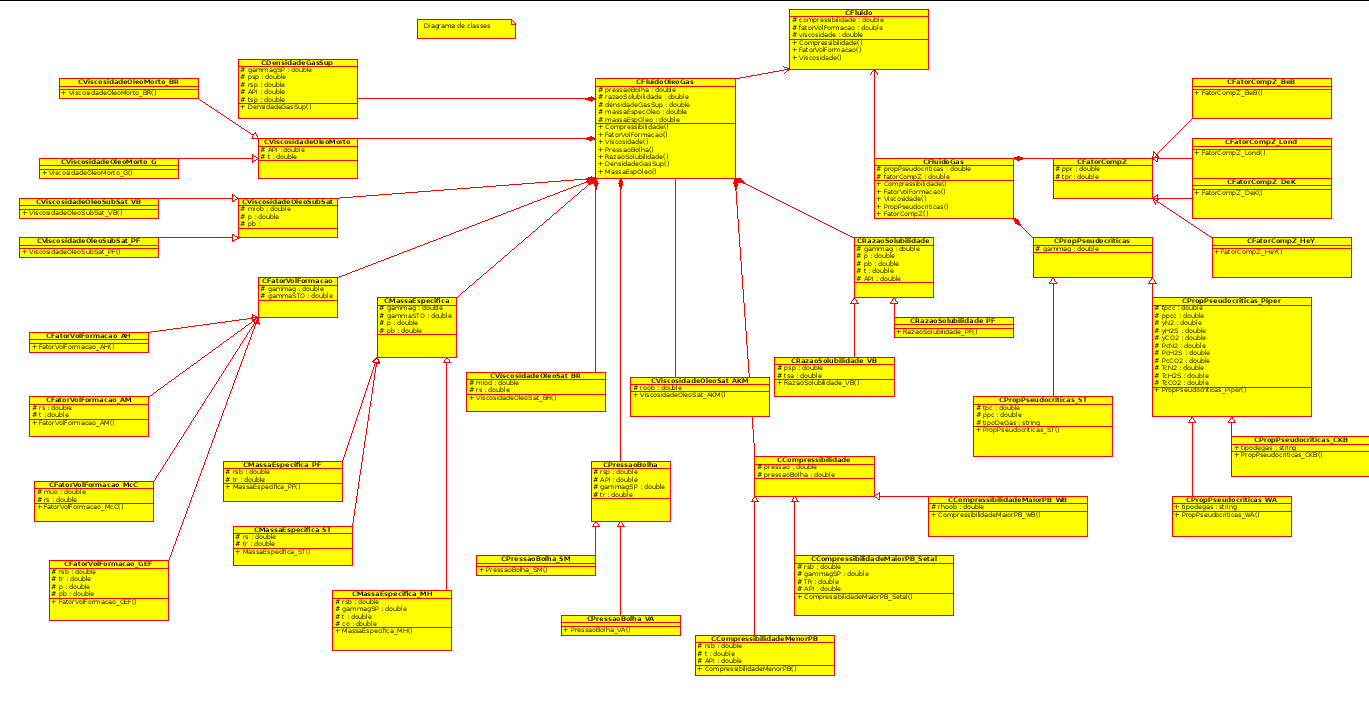 Diagrama de classes
CFluido
# compressibilidade : double
# fatorVolFormacao : double
# viscosidade : double
+ Compressibilidade()
+ FatorVolFormacao()
+ Viscosidade()
CDensidadeGasSup
# gammagSP : double
# psp : double
# rsp : double
# API : double
# tsp : double
+ DensidadeGasSup()
CViscosidadeOleoMorto_BR
+ ViscosidadeOleoMorto_BR()
CFluidoOleoGas
# pressaoBolha : double
# razaoSolubilidade : double
# densidadeGasSup : double
# massaEspecOleo : double
# massaEspOleo : double
+ Compressibilidade()
+ FatorVolFormacao()
+ Viscosidade()
+ PressaoBolha()
+ RazaoSolubilidade()
+ DensidadeGasSup()
+ MassaEspOleo()
CFatorCompZ_BeB
+ FatorCompZ_BeB()
CViscosidadeOleoMorto
# API : double
# t : double
CFatorCompZ_Lond
+ FatorCompZ_Lond()
CViscosidadeOleoMorto_G
+ ViscosidadeOleoMorto_G()
CFluidoGas
# propPseudocriticas : double
# fatorCompZ : double
+ Compressibilidade()
+ FatorVolFormacao()
+ Viscosidade()
+ PropPseudocriticas()
+ FatorCompZ()
CFatorCompZ
# ppr : double
# tpr : double
CFatorCompZ_DeK
+ FatorCompZ_DeK()
CViscosidadeOleoSubSat_VB
+ ViscosidadeOleoSubSat_VB()
CViscosidadeOleoSubSat
# miob : double
# p : double
# pb :
CViscosidadeOleoSubSat_PF
+ ViscosidadeOleoSubSat_PF()
CRazaoSolubilidade
# gammag : double
# p : double
# pb : double
# t : double
# API : double
CPropPseudocriticas
# gammag : double
CFatorCompZ_HeY
+ FatorCompZ_HeY()
CFatorVolFormacao
# gammag : double
# gammaSTO : double
CMassaEspecifica
# gammag : double
# gammaSTO : double
# p : double
# pb : double
CPropPseudocriticas_Piper
# tpcc : double
# ppcc : double
# yN2 : double
# yH2S : double
# yCO2 : double
# PcN2 : double
# PcH2S : double
# PcCO2 : double
# TcN2 : double
# TcH2S : double
# TcCO2 : double
+ PropPseudocriticas_Piper()
CRazaoSolubilidade_PF
+ RazaoSolubilidade_PF()
CFatorVolFormacao_AH
+ FatorVolFormacao_AH()
CRazaoSolubilidade_VB
# psp : double
# tsa : double
+ RazaoSolubilidade_VB()
CViscosidadeOleoSat_BR
# miod : double
# rs : double
+ ViscosidadeOleoSat_BR()
CViscosidadeOleoSat_AKM
# roob : double
+ ViscosidadeOleoSat_AKM()
CFatorVolFormacao_AM
# rs : double
# t : double
+ FatorVolFormacao_AM()
CPropPseudocriticas_ST
# tpc : double
# ppc : double
# tipoDeGas : string
+ PropPseudocriticas_ST()
CPropPseudocriticas_CKB
# tipodegas : string
+ PropPseudocriticas_CKB()
CMassaEspecifica_PF
# rsb : double
# tr : double
+ MassaEspecifica_PF()
CPressaoBolha
# rsp : double
# API : double
# gammagSP : double
# tr : double
CCompressibilidade
# pressao : double
# pressaoBolha : double
CFatorVolFormacao_McC
# muo : double
# rs : double
+ FatorVolFormacao_McC()
CCompressibilidadeMaiorPB_WB
# rhoob : double
+ CompressibilidadeMaiorPB_WB()
CPropPseudocriticas_WA
+ tipodegas : string
+ PropPseudocriticas_WA()
CMassaEspecifica_ST
# rs : double
# tr : double
+ MassaEspecifica_ST()
CPressaoBolha_SM
+ PressaoBolha_SM()
CCompressibilidadeMaiorPB_Setal
# rsb : double
# gammagSP : double
# TR : double
# API : double
+ CompressibilidadeMaiorPB_Setal()
CFatorVolFormacao_GEF
# rsb : double
# tr : double
# p : double
# pb : double
+ FatorVolFormacao_GEF()
CMassaEspecifica_MH
# rsb : double
# gammagSP : double
# t : double
# co : double
+ MassaEspecifica_MH()
CPressaoBolha_VA
+ PressaoBolha_VA()
CCompressibilidadeMenorPB
# rsb : double
# t : double
# API : double
+ CompressibilidadeMenorPB()